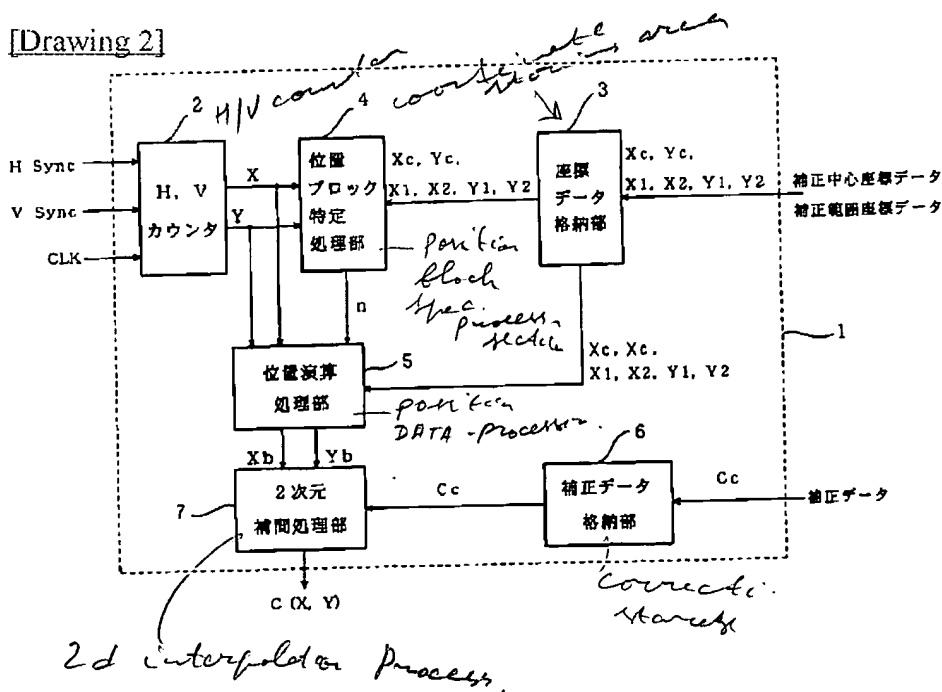 [Drawing 2]
H/V counter
coordinate
storing area
2
4
3
H Sync
V Sync
CLK
H, V
カウンタ
X
Y
位置
ブロック
特定
処理部
Xc, Yc,
X1, X2, Y1, Y2
座標
データ
格納部
Xc, Yc,
X1, X2, Y1, Y2
補正中心座標データ
補正範囲座標データ
position
block
spec.
process
section
n
1
位置演算
処理部
5
Xc, Xc,
X1, X2, Y1, Y2
position
DATA-processin.
Xb
Yb
6
7
2次元
補間処理部
Cc
補正データ
格納部
Cc
補正データ
C (X, Y)
correcti.
storage
2d interpolation Process.